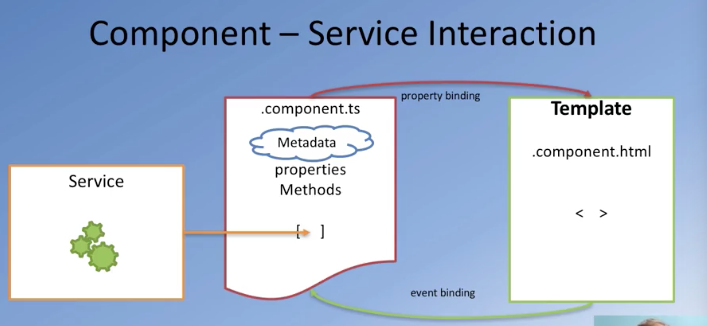 Component – Service Interaction
property binding
.component.ts
Metadata
properties
Methods
[ ]
Service
Template
.component.html
< >
event binding